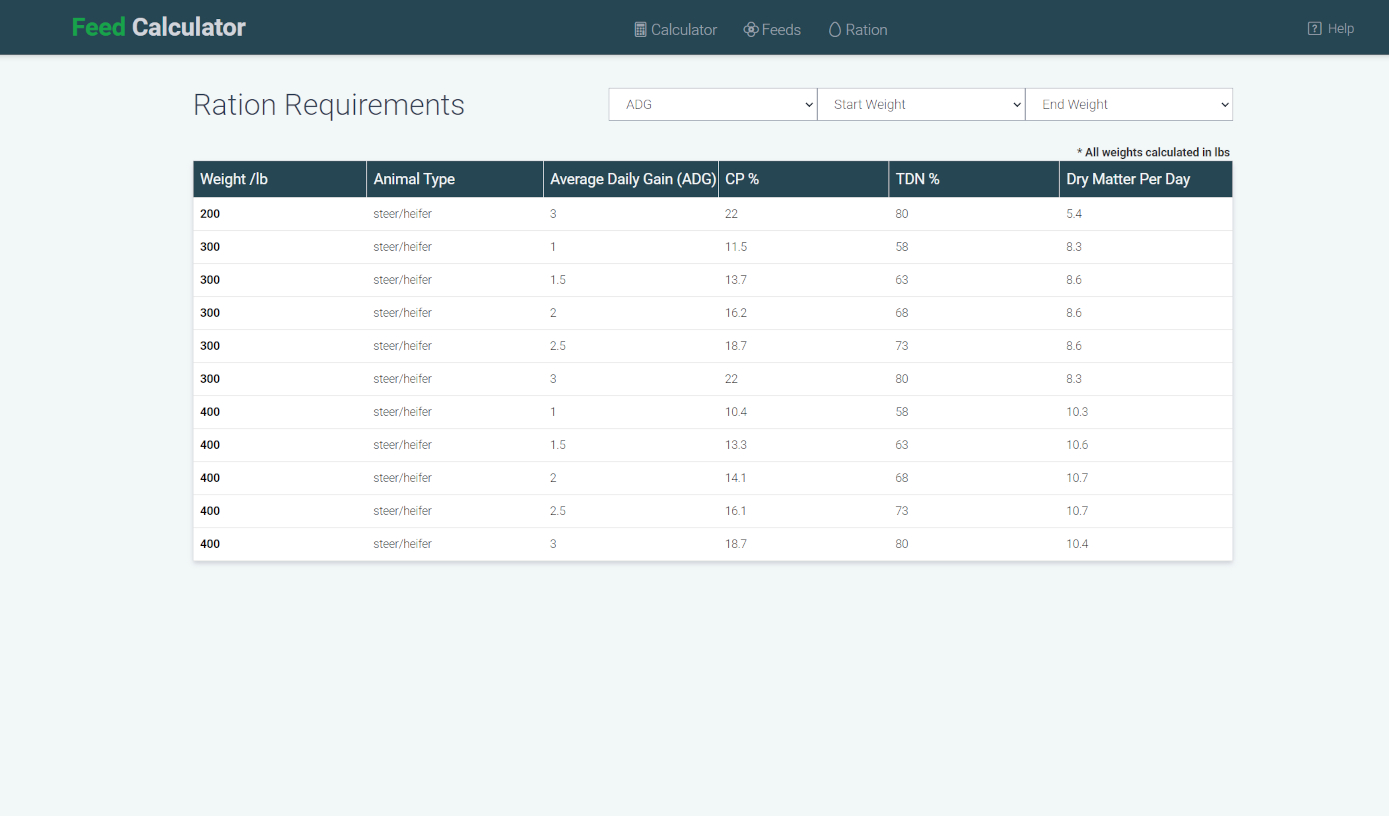 Feed Calculator
Calculator Feeds Ration
Help
Ration Requirements
ADG Start Weight End Weight
* All weights calculated in lbs
Weight /lb Animal Type Average Daily Gain (ADG) CP % TDN % Dry Matter Per Day
200 steer/heifer 3 22 80 5.4
300 steer/heifer 1 11.5 58 8.3
300 steer/heifer 1.5 13.7 63 8.6
300 steer/heifer 2 16.2 68 8.6
300 steer/heifer 2.5 18.7 73 8.6
300 steer/heifer 3 22 80 8.3
400 steer/heifer 1 10.4 58 10.3
400 steer/heifer 1.5 13.3 63 10.6
400 steer/heifer 2 14.1 68 10.7
400 steer/heifer 2.5 16.1 73 10.7
400 steer/heifer 3 18.7 80 10.4